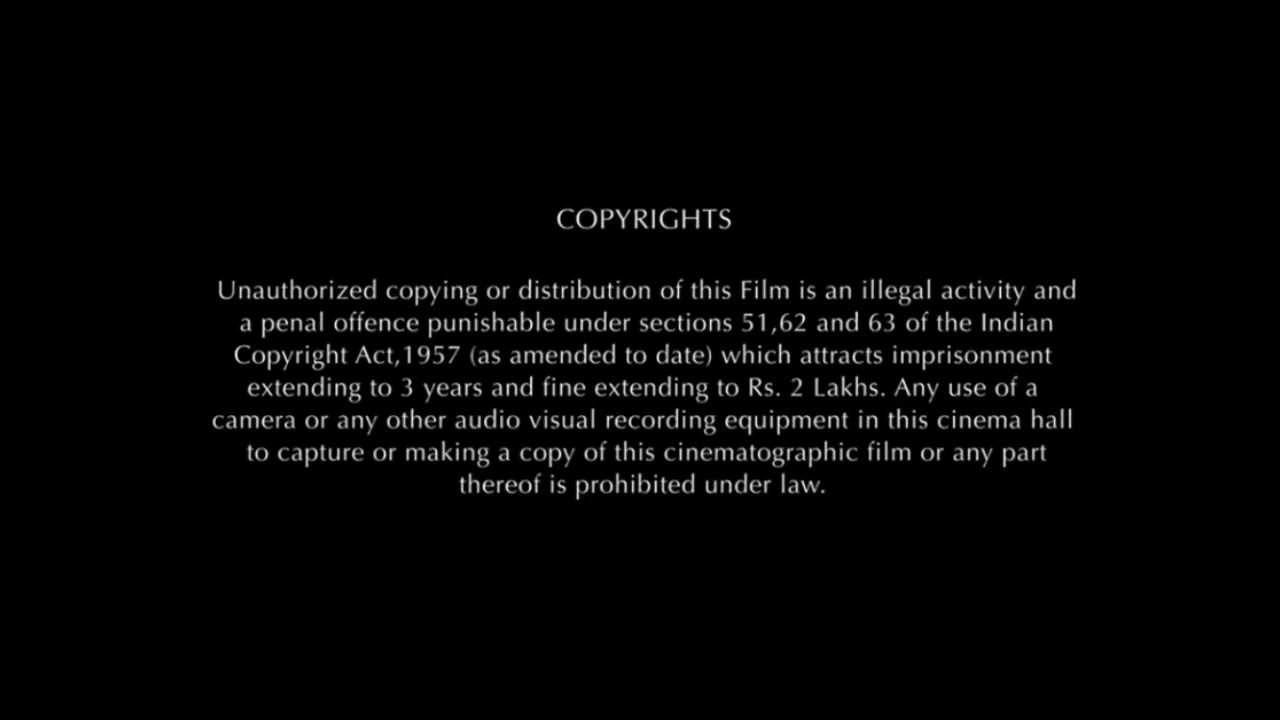 COPYRIGHTS
Unauthorized copying or distribution of this Film is an illegal activity and
a penal offence punishable under sections 51,62 and 63 of the Indian
Copyright Act,1957 (as amended to date) which attracts imprisonment
extending to 3 years and fine extending to Rs. 2 Lakhs. Any use of a
camera or any other audio visual recording equipment in this cinema hall
to capture or making a copy of this cinematographic film or any part
thereof is prohibited under law.